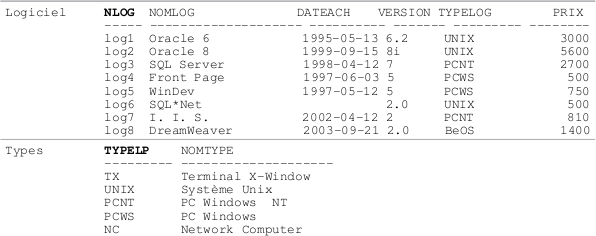 Logiciel NLOG NOMLOG DATEACH VERSION TYPELOG PRIX
----- ------------------ ---------- ------- --------- ---------
log1 Oracle 6 1995-05-13 6.2 UNIX 3000
log2 Oracle 8 1999-09-15 8i UNIX 5600
log3 SQL Server 1998-04-12 7 PCNT 2700
log4 Front Page 1997-06-03 5 PCWS 500
log5 WinDev 1997-05-12 5 PCWS 750
log6 SQL*Net 2.0 UNIX 500
log7 I. I. S. 2002-04-12 2 PCNT 810
log8 DreamWeaver 2003-09-21 2.0 BeOS 1400
Types TYPELP NOMTYPE
--------- --------------------
TX Terminal X-Window
UNIX Système Unix
PCNT PC Windows NT
PCWS PC Windows
NC Network Computer